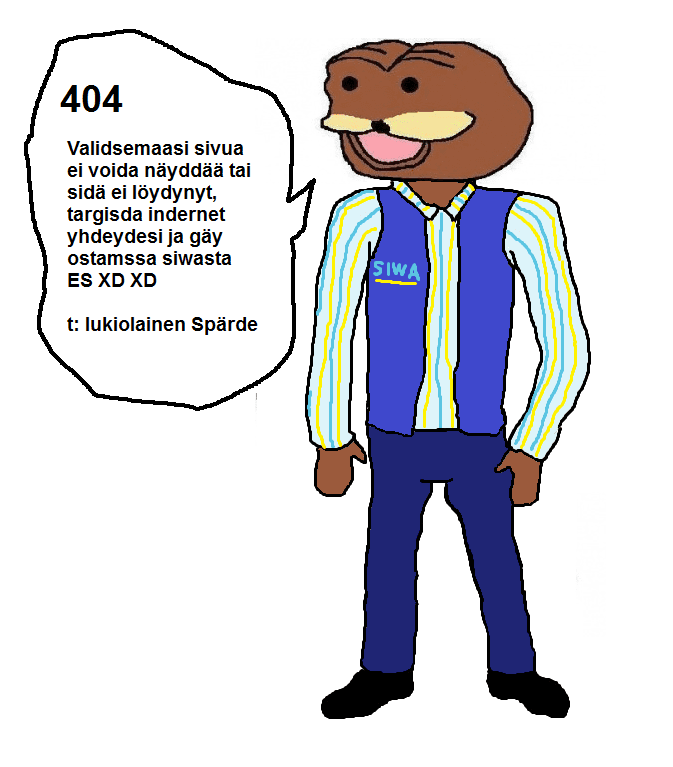 404
Validsemaasi sivua
ei voida näyddää tai
sidä ei löydynyt,
targisda indernet
yhdeydesi ja gäy
ostamssa siwasta
ES XD XD
t: lukiolainen Spärde
SIWA